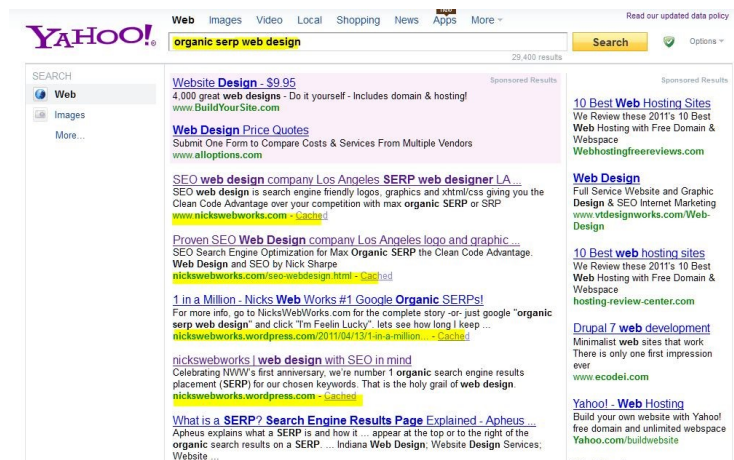 Read our updated data policy
YAHOO!
Web Images Video Local Shopping News Apps More
organic serp web design
Search
Options
29,400 results
SEARCH
Web
Images
More...
Sponsored Results
Website Design - $9.95
4,000 great web designs - Do it yourself - Includes domain & hosting!
www.BuildYourSite.com
Web Design Price Quotes
Submit One Form to Compare Costs & Services From Multiple Vendors
www.alloptions.com
SEO web design company Los Angeles SERP web designer LA ...
SEO web design is search engine friendly logos, graphics and xhtml/css giving you the
Clean Code Advantage over your competition with max organic SERP or SRP
www.nickswebworks.com - Cached
Proven SEO Web Design company Los Angeles logo and graphic ...
SEO Search Engine Optimization for Max Organic SERP the Clean Code Advantage.
Web Design and SEO by Nick Sharpe
nickswebworks.com/seo-webdesign.html - Cached
1 in a Million - Nicks Web Works #1 Google Organic SERPs!
For more info, go to NicksWebWorks.com for the complete story -or- just google "organic
serp web design" and click "I'm Feelin Lucky". lets see how long I keep ...
nickswebworks.wordpress.com/2011/04/13/1-in-a-million... - Cached
nickswebworks | web design with SEO in mind
Celebrating NWW's first anniversary, we're number 1 organic search engine results
placement (SERP) for our chosen keywords. That is the holy grail of web design.
nickswebworks.wordpress.com - Cached
What is a SERP? Search Engine Results Page Explained - Apheus ...
Apheus explains what a SERP is and how it ... appear at the top or to the right of the
organic search results on a SERP. ... Indiana Web Design; Website Design Services;
Website ...
Sponsored Results
10 Best Web Hosting Sites
We Review These 2011's 10 Best
Web Hosting with Free Domain &
Webspace
Webhostingfreereviews.com
Web Design
Full Service Website and Graphic
Design & SEO Internet Marketing
www.vtdesignworks.com/Web-
Design
10 Best web hosting sites
We Review These 2011's 10 Best
Web Hosting with Free Domain &
Webspace
hosting-review-center.com
Drupal 7 web development
Minimalist web sites that work
There is only one first impression
ever
www.ecodei.com
Yahoo! - Web Hosting
Build your own website with Yahoo!
free domain and unlimited webspace
Yahoo.com/buildwebsite